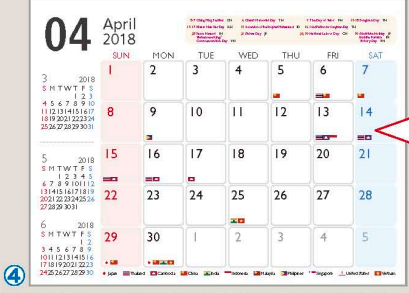 04 April
2018
SUN MON TUE WED THU FRI SAT
1 2 3 4 5 6 7
8 9 10 11 12 13 14
15 16 17 18 19 20 21
22 23 24 25 26 27 28
29 30 1 2 3 4 5
3 2018
S M T W T F S
1 2 3
4 5 6 7 8 9 10
11 12 13 14 15 16 17
18 19 20 21 22 23 24
25 26 27 28 29 30 31
5 2018
S M T W T F S
1 2 3 4 5
6 7 8 9 10 11 12
13 14 15 16 17 18 19
20 21 22 23 24 25 26
27 28 29 30 31
6 2018
S M T W T F S
1 2
3 4 5 6 7 8 9
10 11 12 13 14 15 16
17 18 19 20 21 22 23
24 25 26 27 28 29 30
Japan Thailand Cambodia China India Indonesia Malaysia Philippines Singapore United States Vietnam
4